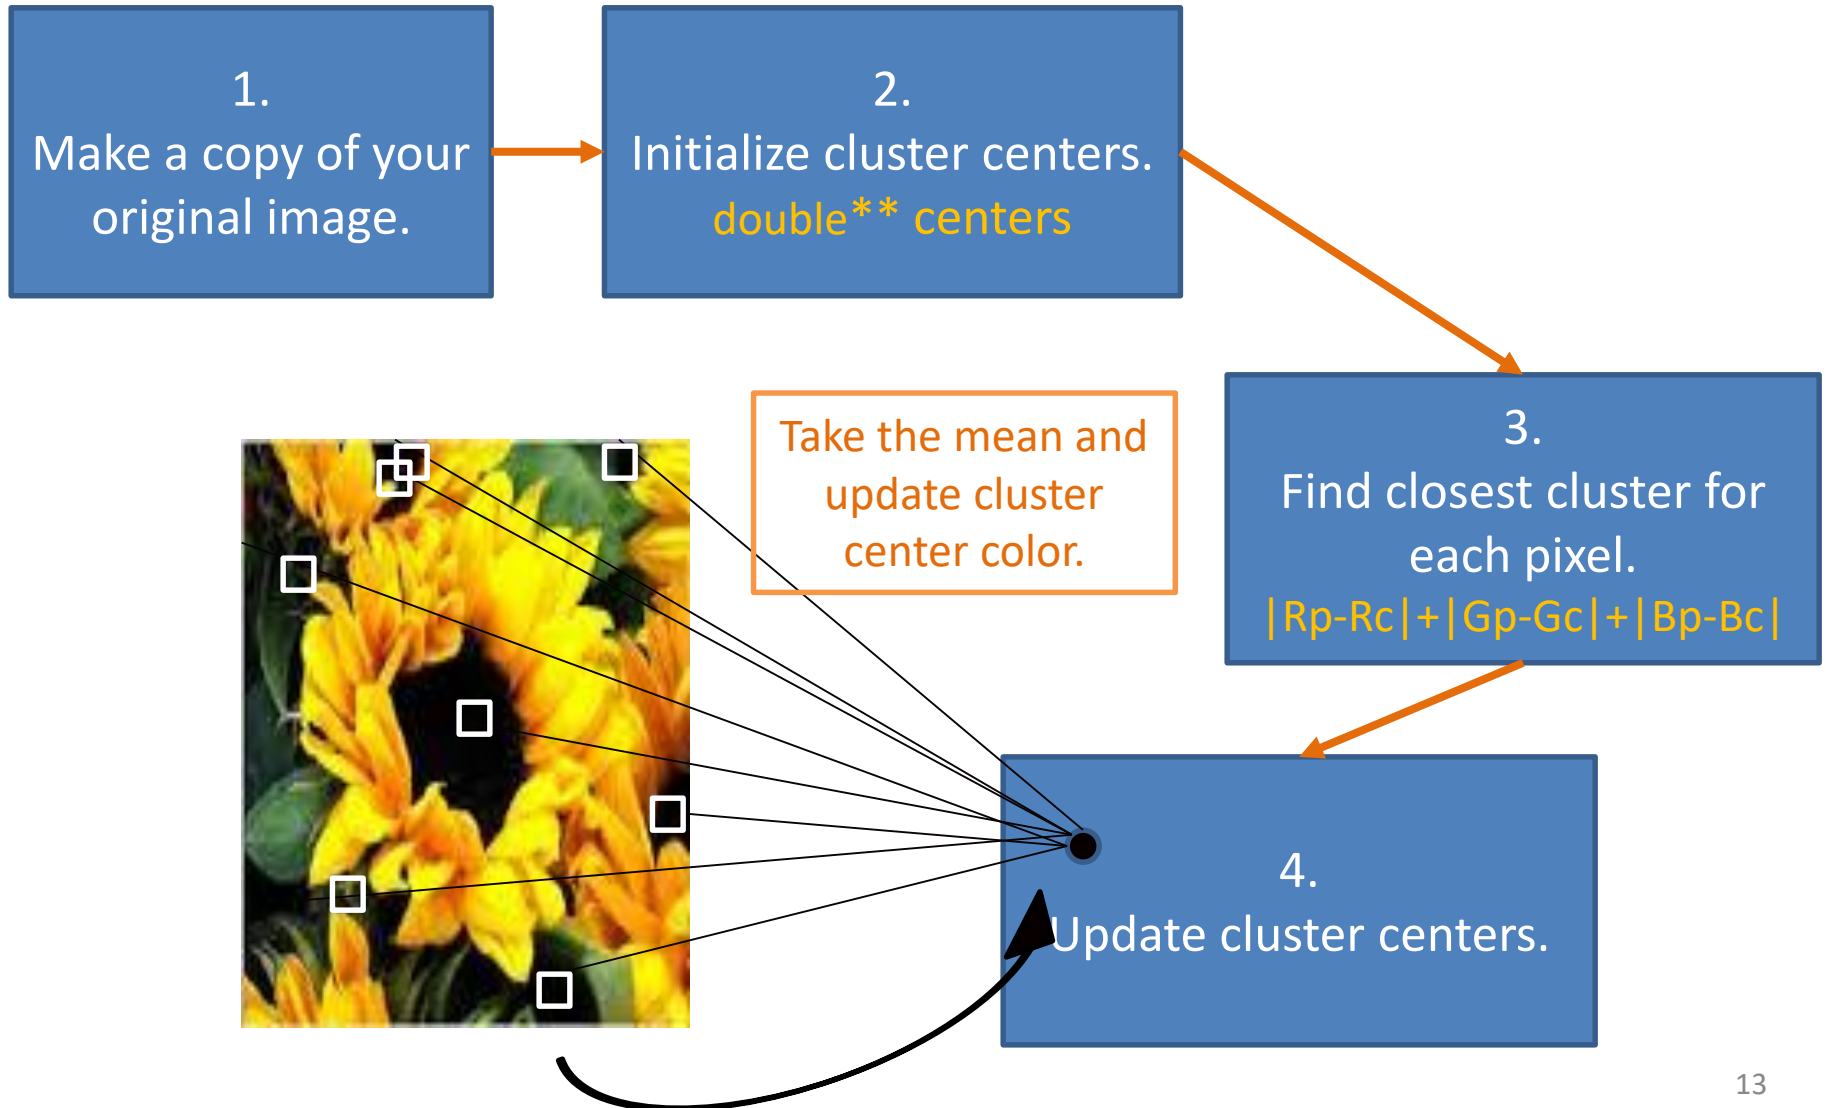 1.
Make a copy of your
original image.
2.
Initialize cluster centers.
double** centers
3.
Find closest cluster for
each pixel.
|Rp-Rc|+|Gp-Gc|+|Bp-Bc|
Take the mean and
update cluster
center color.
4.
Update cluster centers.
13